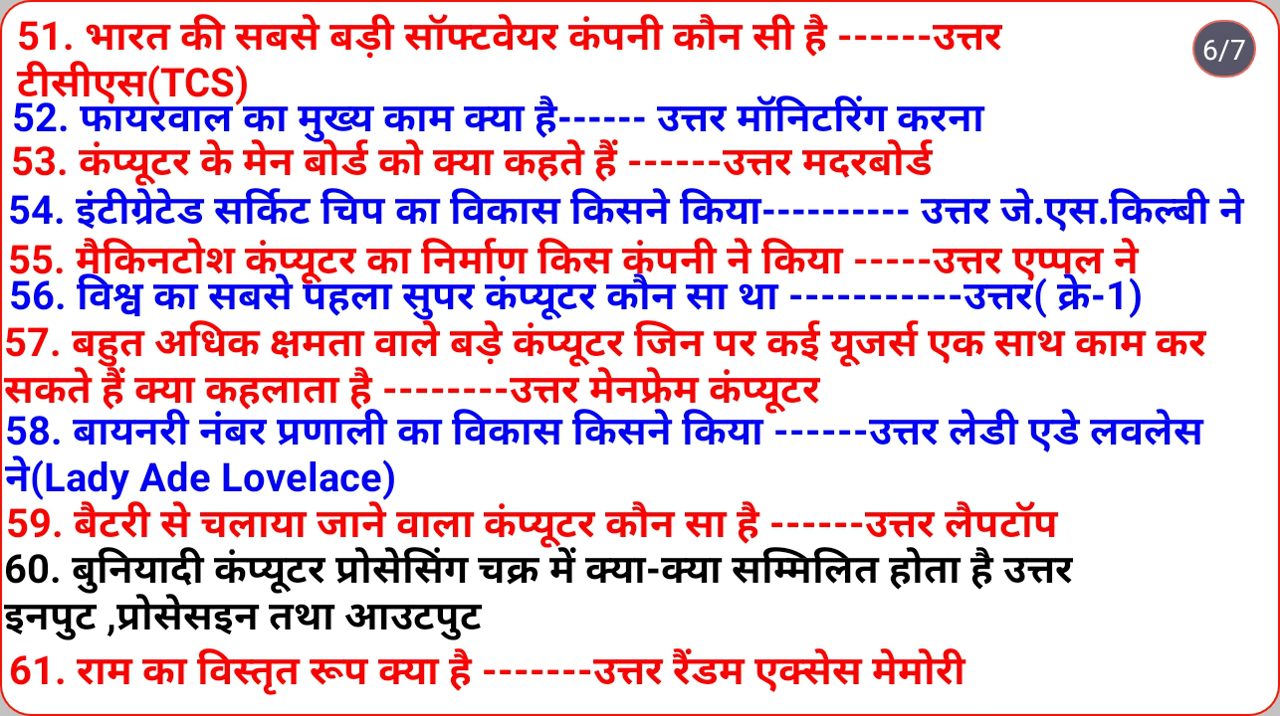 51. भारत की सबसे बड़ी सॉफ्टवेयर कंपनी कौन सी है ------उत्तर
टीसीएस(TCS)
6/7
52. फायरवाल का मुख्य काम क्या है------ उत्तर मॉनिटरिंग करना
53. कंप्यूटर के मेन बोर्ड को क्या कहते हैं ------उत्तर मदरबोर्ड
54. इंटीग्रेटेड सर्किट चिप का विकास किसने किया---------- उत्तर जे.एस.किल्बी ने
55. मैकिनटोश कंप्यूटर का निर्माण किस कंपनी ने किया -----उत्तर एप्पल ने
56. विश्व का सबसे पहला सुपर कंप्यूटर कौन सा था -----------उत्तर( क्रे-1)
57. बहुत अधिक क्षमता वाले बड़े कंप्यूटर जिन पर कई यूजर्स एक साथ काम कर
सकते हैं क्या कहलाता है --------उत्तर मेनफ्रेम कंप्यूटर
58. बायनरी नंबर प्रणाली का विकास किसने किया ------उत्तर लेडी एडे लवलेस
ने(Lady Ade Lovelace)
59. बैटरी से चलाया जाने वाला कंप्यूटर कौन सा है ------उत्तर लैपटॉप
60. बुनियादी कंप्यूटर प्रोसेसिंग चक्र में क्या-क्या सम्मिलित होता है उत्तर
इनपुट ,प्रोसेसइन तथा आउटपुट
61. राम का विस्तृत रूप क्या है -------उत्तर रैंडम एक्सेस मेमोरी